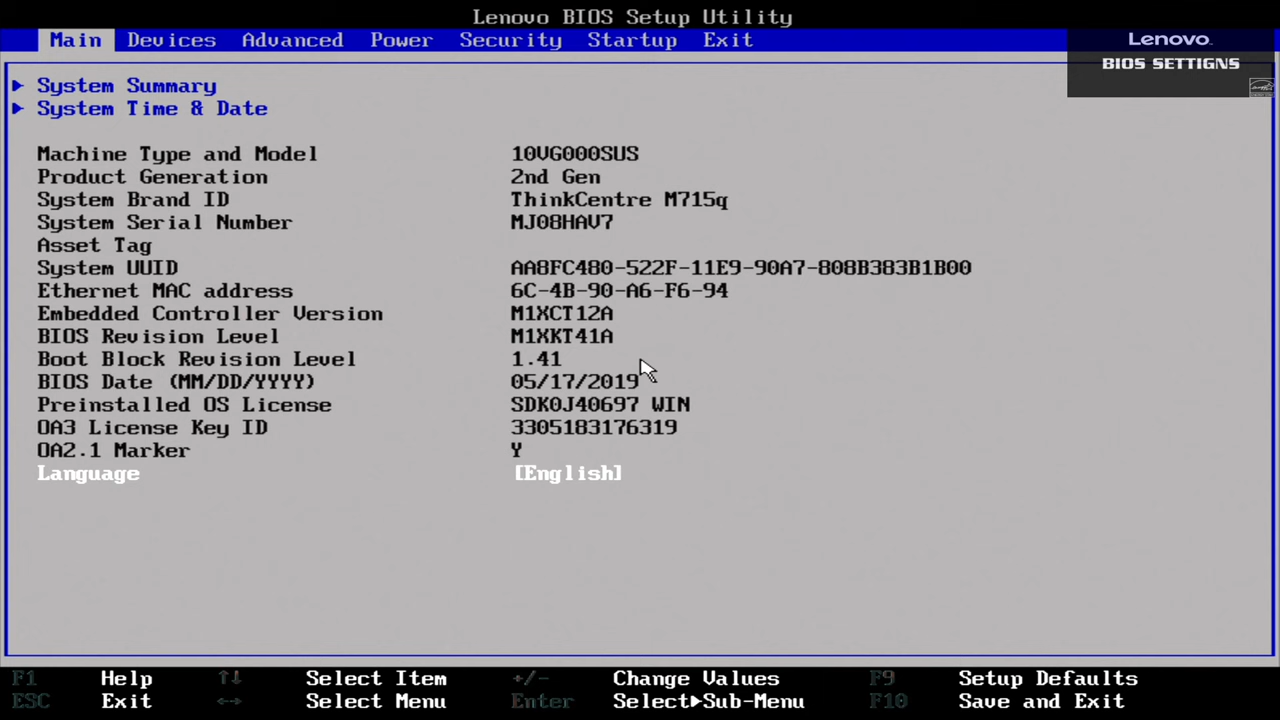 Lenovo BIOS Setup Utility
Main Devices Advanced Power Security Startup Exit
Lenovo
BIOS SETTIGNS
System Summary
System Time & Date
Machine Type and Model 10VG000SUS
Product Generation 2nd Gen
System Brand ID ThinkCentre M715q
System Serial Number MJ08HAV7
Asset Tag
System UUID AA8FC480-522F-11E9-90A7-808B383B1B00
Ethernet MAC address 6C-4B-90-A6-F6-94
Embedded Controller Version M1XCT12A
BIOS Revision Level M1XKT41A
Boot Block Revision Level 1.41
BIOS Date (MM/DD/YYYY) 05/17/2019
Preinstalled OS License SDK0J40697 WIN
OA3 License Key ID 3305183176319
OA2.1 Marker Y
Language [English]
F1 Help ↑↓ Select Item +/- Change Values F9 Setup Defaults
ESC Exit ↔ Select Menu Enter Select▶Sub-Menu F10 Save and Exit